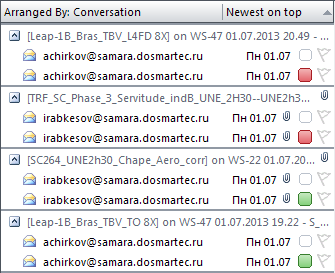 Arranged By: Conversation Newest on top
[Leap-1B_Bras_TBV_L4FD 8X] on WS-47 01.07.2013 20.49 - ...
achirkov@samara.dosmartec.ru Пн 01.07
achirkov@samara.dosmartec.ru Пн 01.07
[TRF_SC_Phase_3_Servitude_indB_UNE_2H30--UNE2h3...
irabkesov@samara.dosmartec.ru Пн 01.07
irabkesov@samara.dosmartec.ru Пн 01.07
[SC264_UNE2h30_Chape_Aero_corr] on WS-22 01.07.20...
irabkesov@samara.dosmartec.ru Пн 01.07
irabkesov@samara.dosmartec.ru Пн 01.07
[Leap-1B_Bras_TBV_TO 8X] on WS-47 01.07.2013 19.22 - S_...
achirkov@samara.dosmartec.ru Пн 01.07
achirkov@samara.dosmartec.ru Пн 01.07